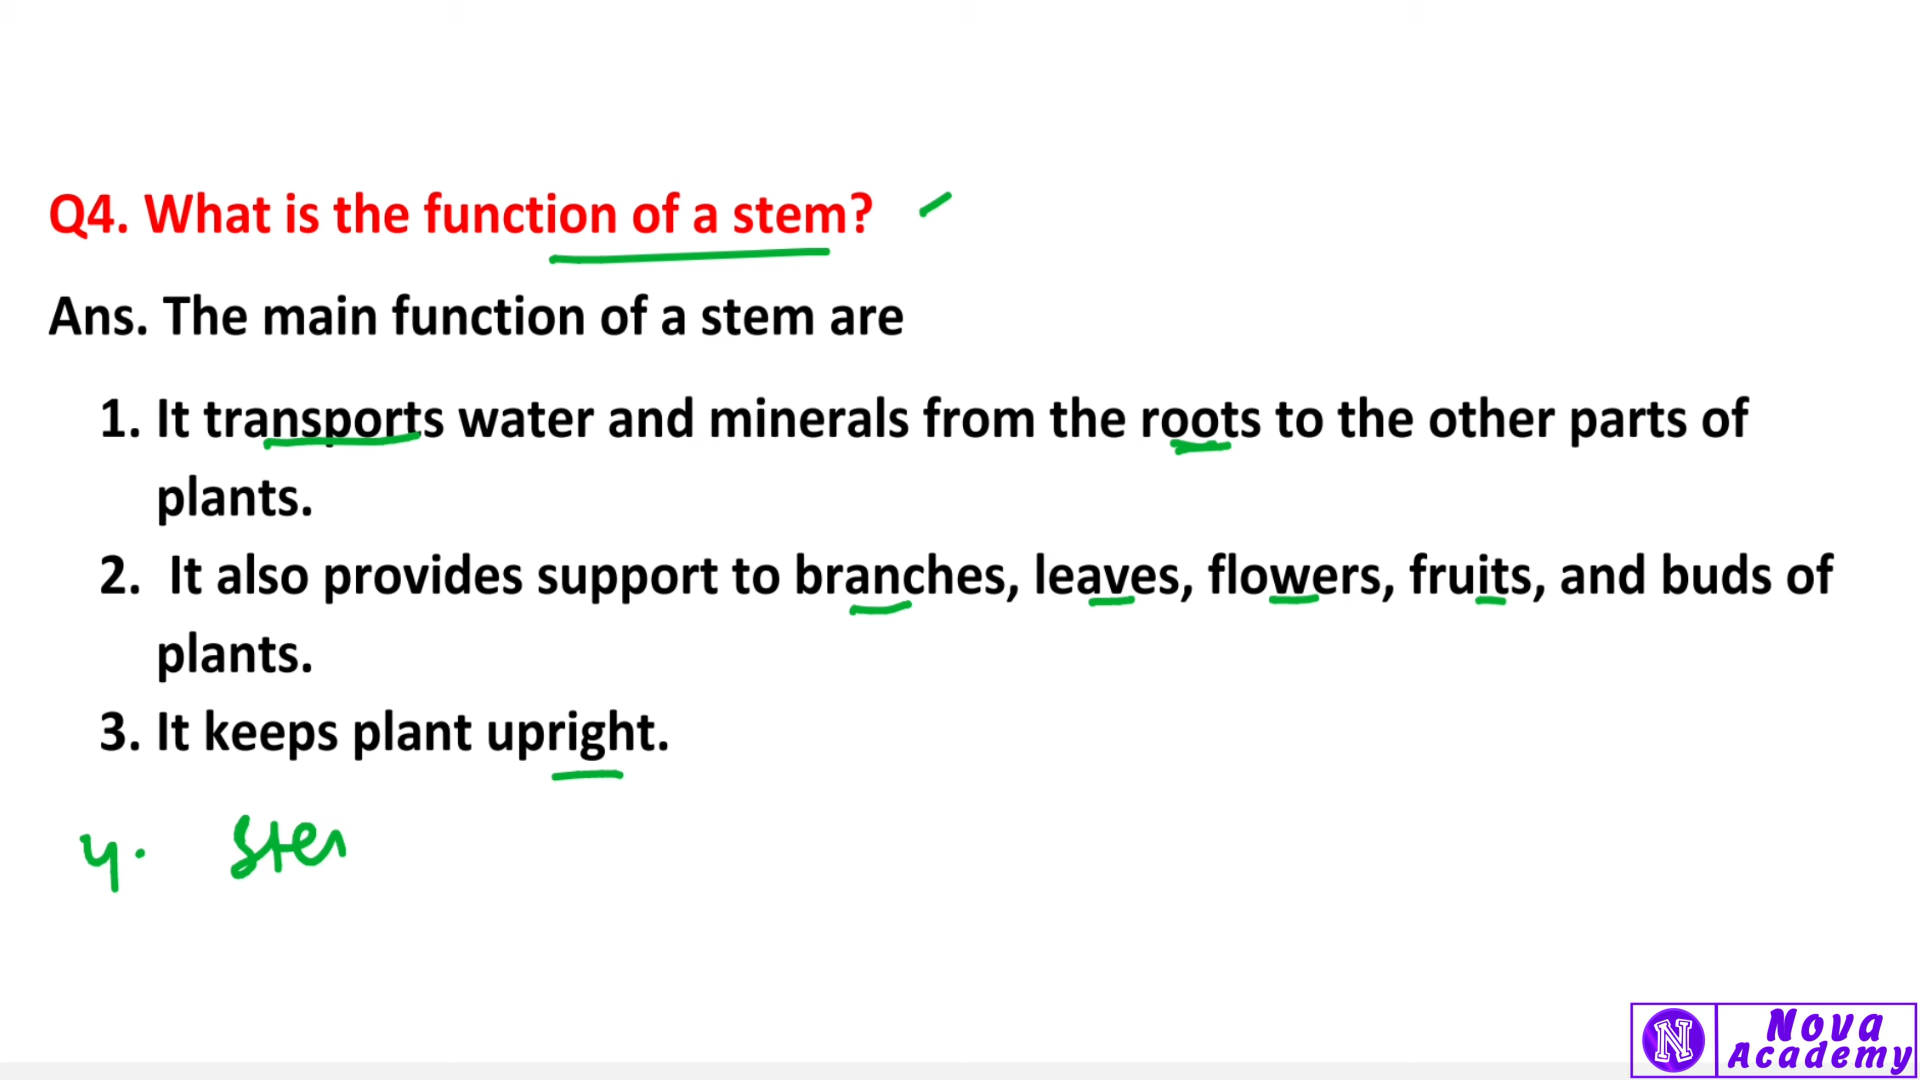 Q4. What is the function of a stem?
Ans. The main function of a stem are
1. It transports water and minerals from the roots to the other parts of
plants.
2. It also provides support to branches, leaves, flowers, fruits, and buds of
plants.
3. It keeps plant upright.
4. Ster
N Nova
Academy